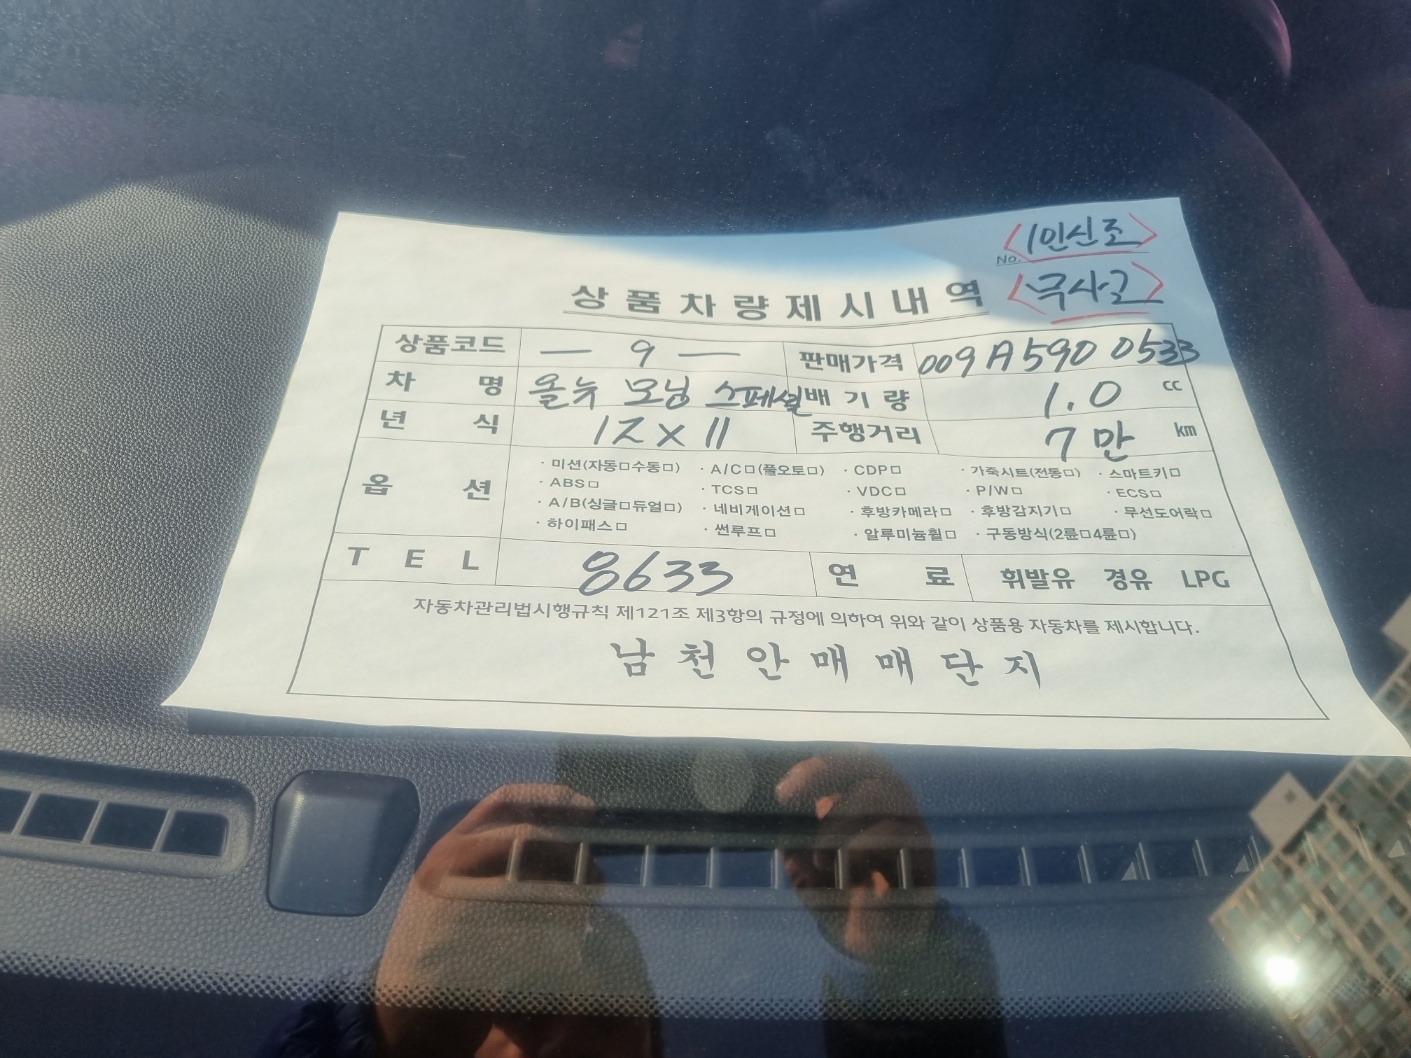 <1인신조>
No.
<무사고>
상품차량제시내역
상품코드 — 9 — 판매가격 009A590 0533
차 명 올뉴 모닝 스페셜 배기량 1.0 cc
년 식 12 x 11 주행거리 7만 km
옵 션
· 미션(자동□수동□) · A/C□(풀오토□) · CDP□ · 가죽시트(전통□) · 스마트키□
· ABS□ · TCS□ · VDC□ · P/W□ · ECS□
· A/B(싱글□듀얼□) · 네비게이션□ · 후방카메라□ · 후방감지기□ · 무선도어락□
· 하이패스□ · 썬루프□ · 알루미늄휠□ · 구동방식(2륜□4륜□)
T E L 8633 연 료 휘발유 경유 LPG
자동차관리법시행규칙 제121조 제3항의 규정에 의하여 위와 같이 상품용 자동차를 제시합니다.
남천안매매단지